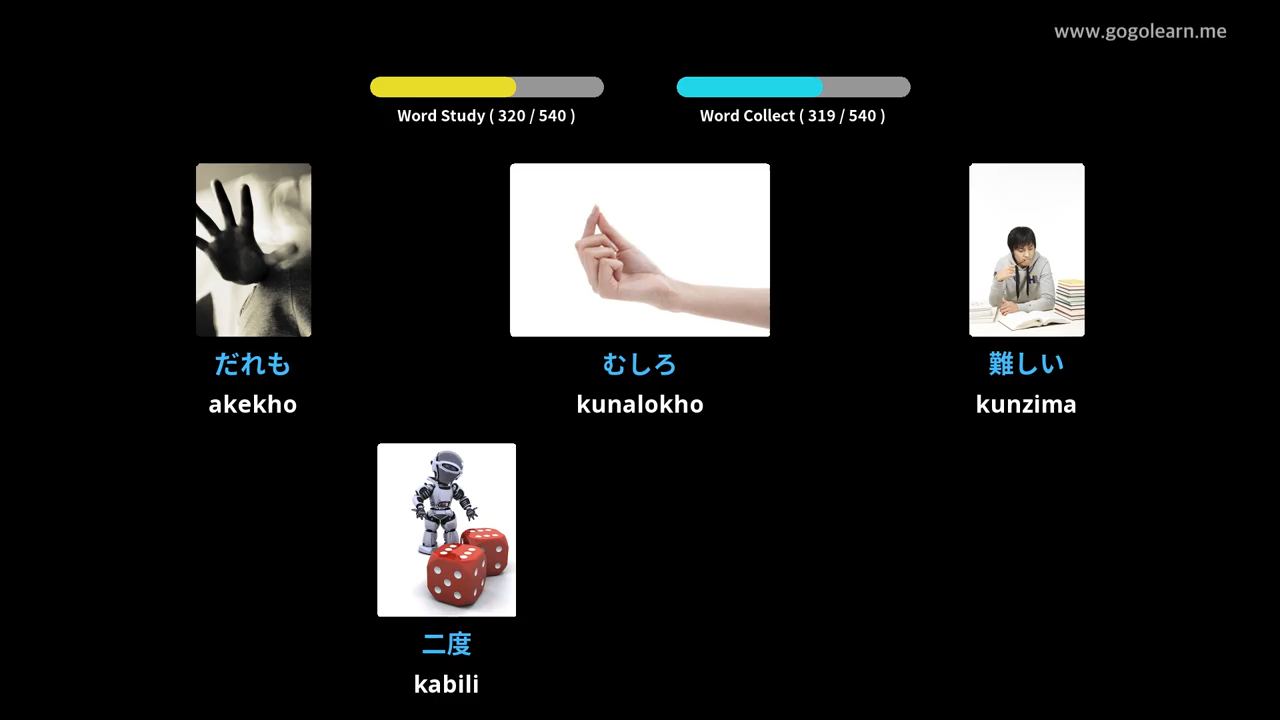 www.gogolearn.me
Word Study ( 320 / 540 )
Word Collect ( 319 / 540 )
だれも
akekho
むしろ
kunalokho
難しい
kunzima
二度
kabili